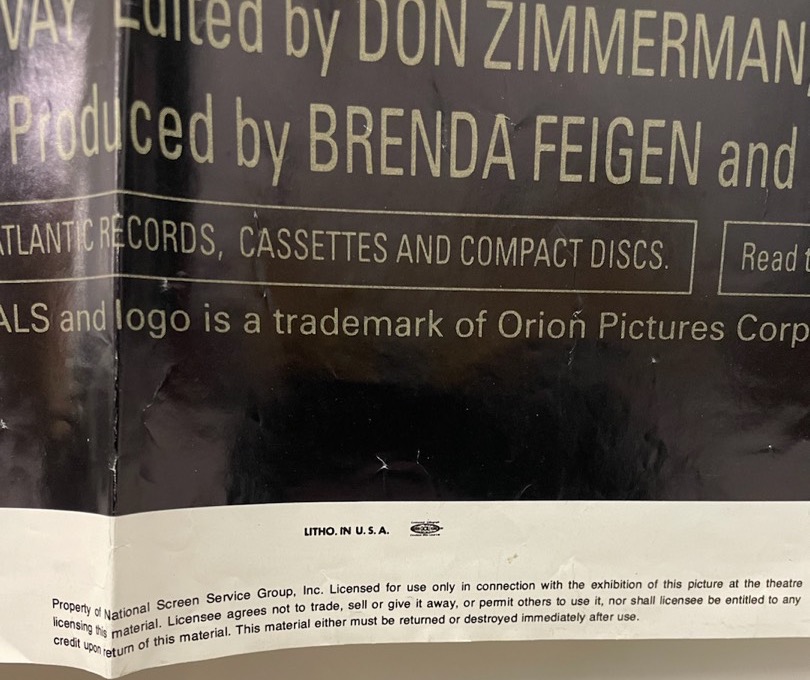 VAY Edited by DON ZIMMERMAN,
Produced by BRENDA FEIGEN and
ATLANTIC RECORDS, CASSETTES AND COMPACT DISCS. Read t
ALS and logo is a trademark of Orion Pictures Corp
LITHO. IN U.S.A.
Property of National Screen Service Group, Inc. Licensed for use only in connection with the exhibition of this picture at the theatre
licensing this material. Licensee agrees not to trade, sell or give it away, or permit others to use it, nor shall licensee be entitled to any
credit upon return of this material. This material either must be returned or destroyed immediately after use.